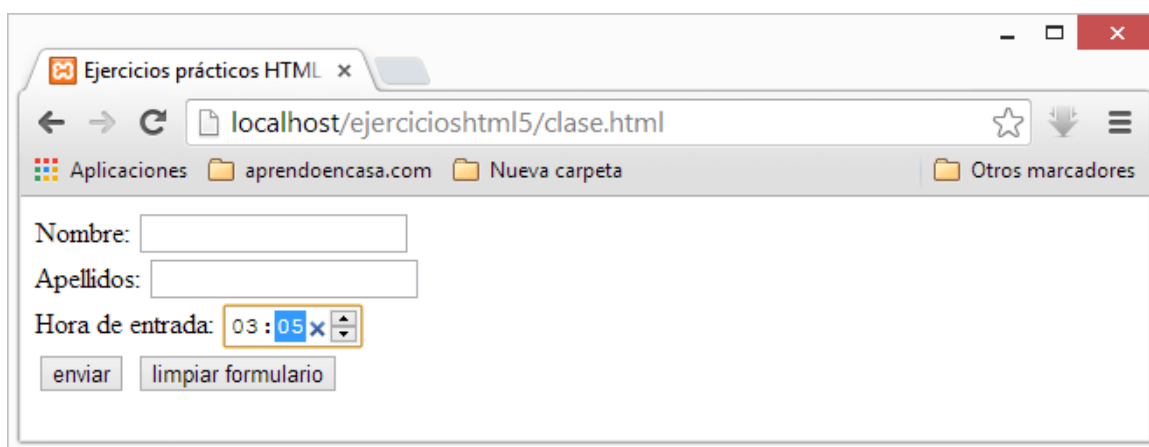 Ejercicios prácticos HTML
localhost/ejercicioshtml5/clase.html
Aplicaciones aprendoencasa.com Nueva carpeta Otros marcadores
Nombre:
Apellidos:
Hora de entrada: 03:05
enviar limpiar formulario